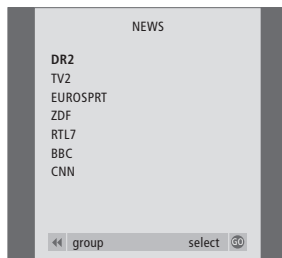 NEWS
DR2
TV2
EUROSPRT
ZDF
RTL7
BBC
CNN
group select GO